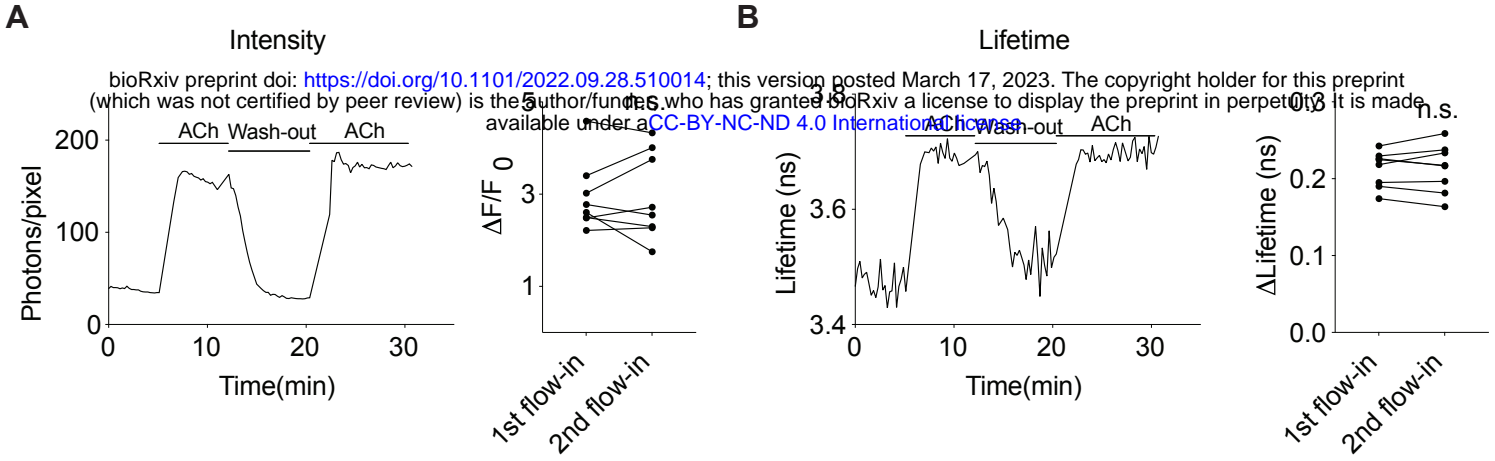 A
B
Intensity
Lifetime
bioRxiv preprint doi: https://doi.org/10.1101/2022.09.28.510014; this version posted March 17, 2023. The copyright holder for this preprint
(which was not certified by peer review) is the author/funder, who has granted bioRxiv a license to display the preprint in perpetuity. It is made
available under aCC-BY-NC-ND 4.0 International license.
Photons/pixel
200
100
0
ACh
Wash-out
ACh
0
10
20
30
Time(min)
ΔF/F0
5
3
1
n.s.
1st flow-in
2nd flow-in
Lifetime (ns)
3.8
3.6
3.4
ACh
Wash-out
ACh
0
10
20
30
Time(min)
ΔLifetime (ns)
0.3
0.2
0.1
0.0
n.s.
1st flow-in
2nd flow-in